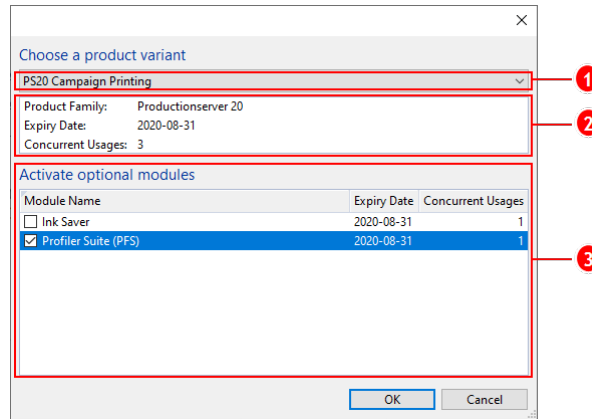 Choose a product variant
PS20 Campaign Printing
1
Product Family: Productionserver 20
2
Expiry Date: 2020-08-31
Concurrent Usages: 3
Activate optional modules
Module Name Expiry Date Concurrent Usages
Ink Saver 2020-08-31 1
Profiler Suite (PFS) 2020-08-31 1
3
OK Cancel